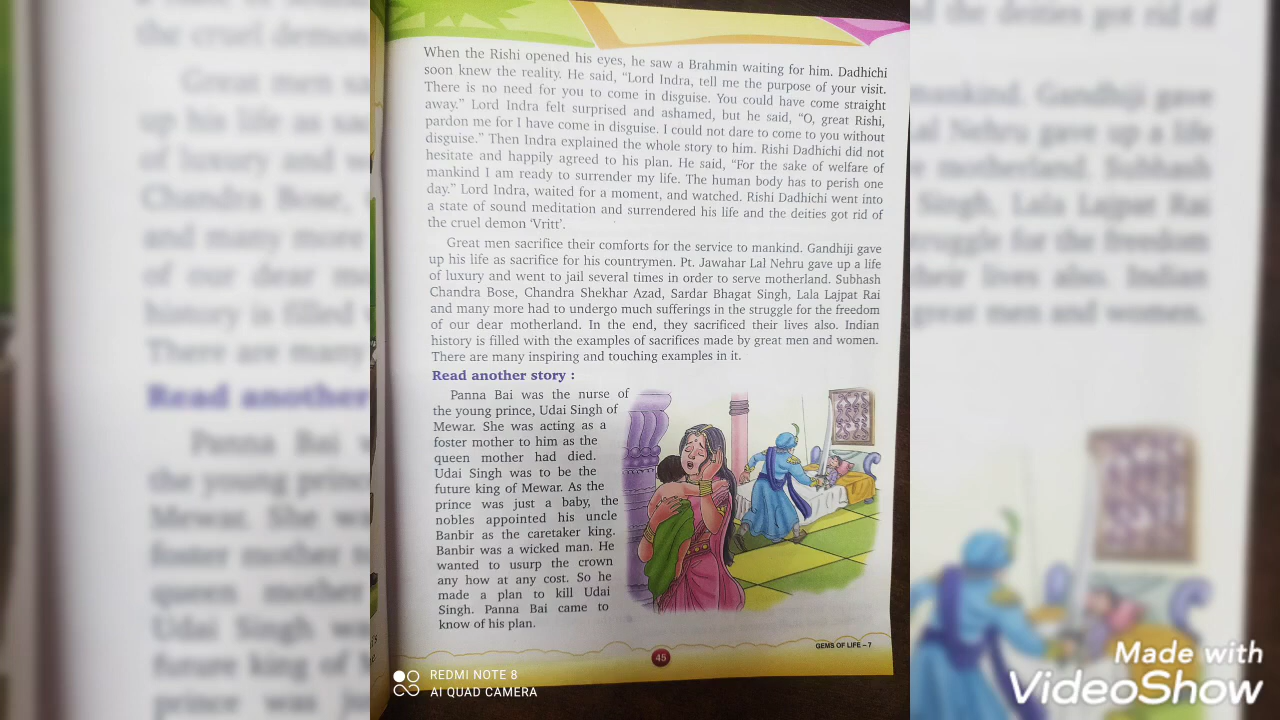 When the Rishi opened his eyes, he saw a Brahmin waiting for him. Dadhichi
soon knew the reality. He said, “Lord Indra, tell me the purpose of your visit.
There is no need for you to come in disguise. You could have come straight
away.” Lord Indra felt surprised and ashamed, but he said, “O, great Rishi,
pardon me for I have come in disguise. I could not dare to come to you without
disguise.” Then Indra explained the whole story to him. Rishi Dadhichi did not
hesitate and happily agreed to his plan. He said, “For the sake of welfare of
mankind I am ready to surrender my life. The human body has to perish one
day.” Lord Indra, waited for a moment, and watched. Rishi Dadhichi went into
a state of sound meditation and surrendered his life and the deities got rid of
the cruel demon ‘Vritt’.
Great men sacrifice their comforts for the service to mankind. Gandhiji gave
up his life as sacrifice for his countrymen. Pt. Jawahar Lal Nehru gave up a life
of luxury and went to jail several times in order to serve motherland. Subhash
Chandra Bose, Chandra Shekhar Azad, Sardar Bhagat Singh, Lala Lajpat Rai
and many more had to undergo much sufferings in the struggle for the freedom
of our dear motherland. In the end, they sacrificed their lives also. Indian
history is filled with the examples of sacrifices made by great men and women.
There are many inspiring and touching examples in it.
Read another story :
Panna Bai was the nurse of
the young prince, Udai Singh of
Mewar. She was acting as a
foster mother to him as the
queen mother had died.
Udai Singh was to be the
future king of Mewar. As the
prince was just a baby, the
nobles appointed his uncle
Banbir as the caretaker king.
Banbir was a wicked man. He
wanted to usurp the crown
any how at any cost. So he
made a plan to kill Udai
Singh. Panna Bai came to
know of his plan.
45
GEMS OF LIFE – 7
REDMI NOTE 8
AI QUAD CAMERA
Made with
VideoShow